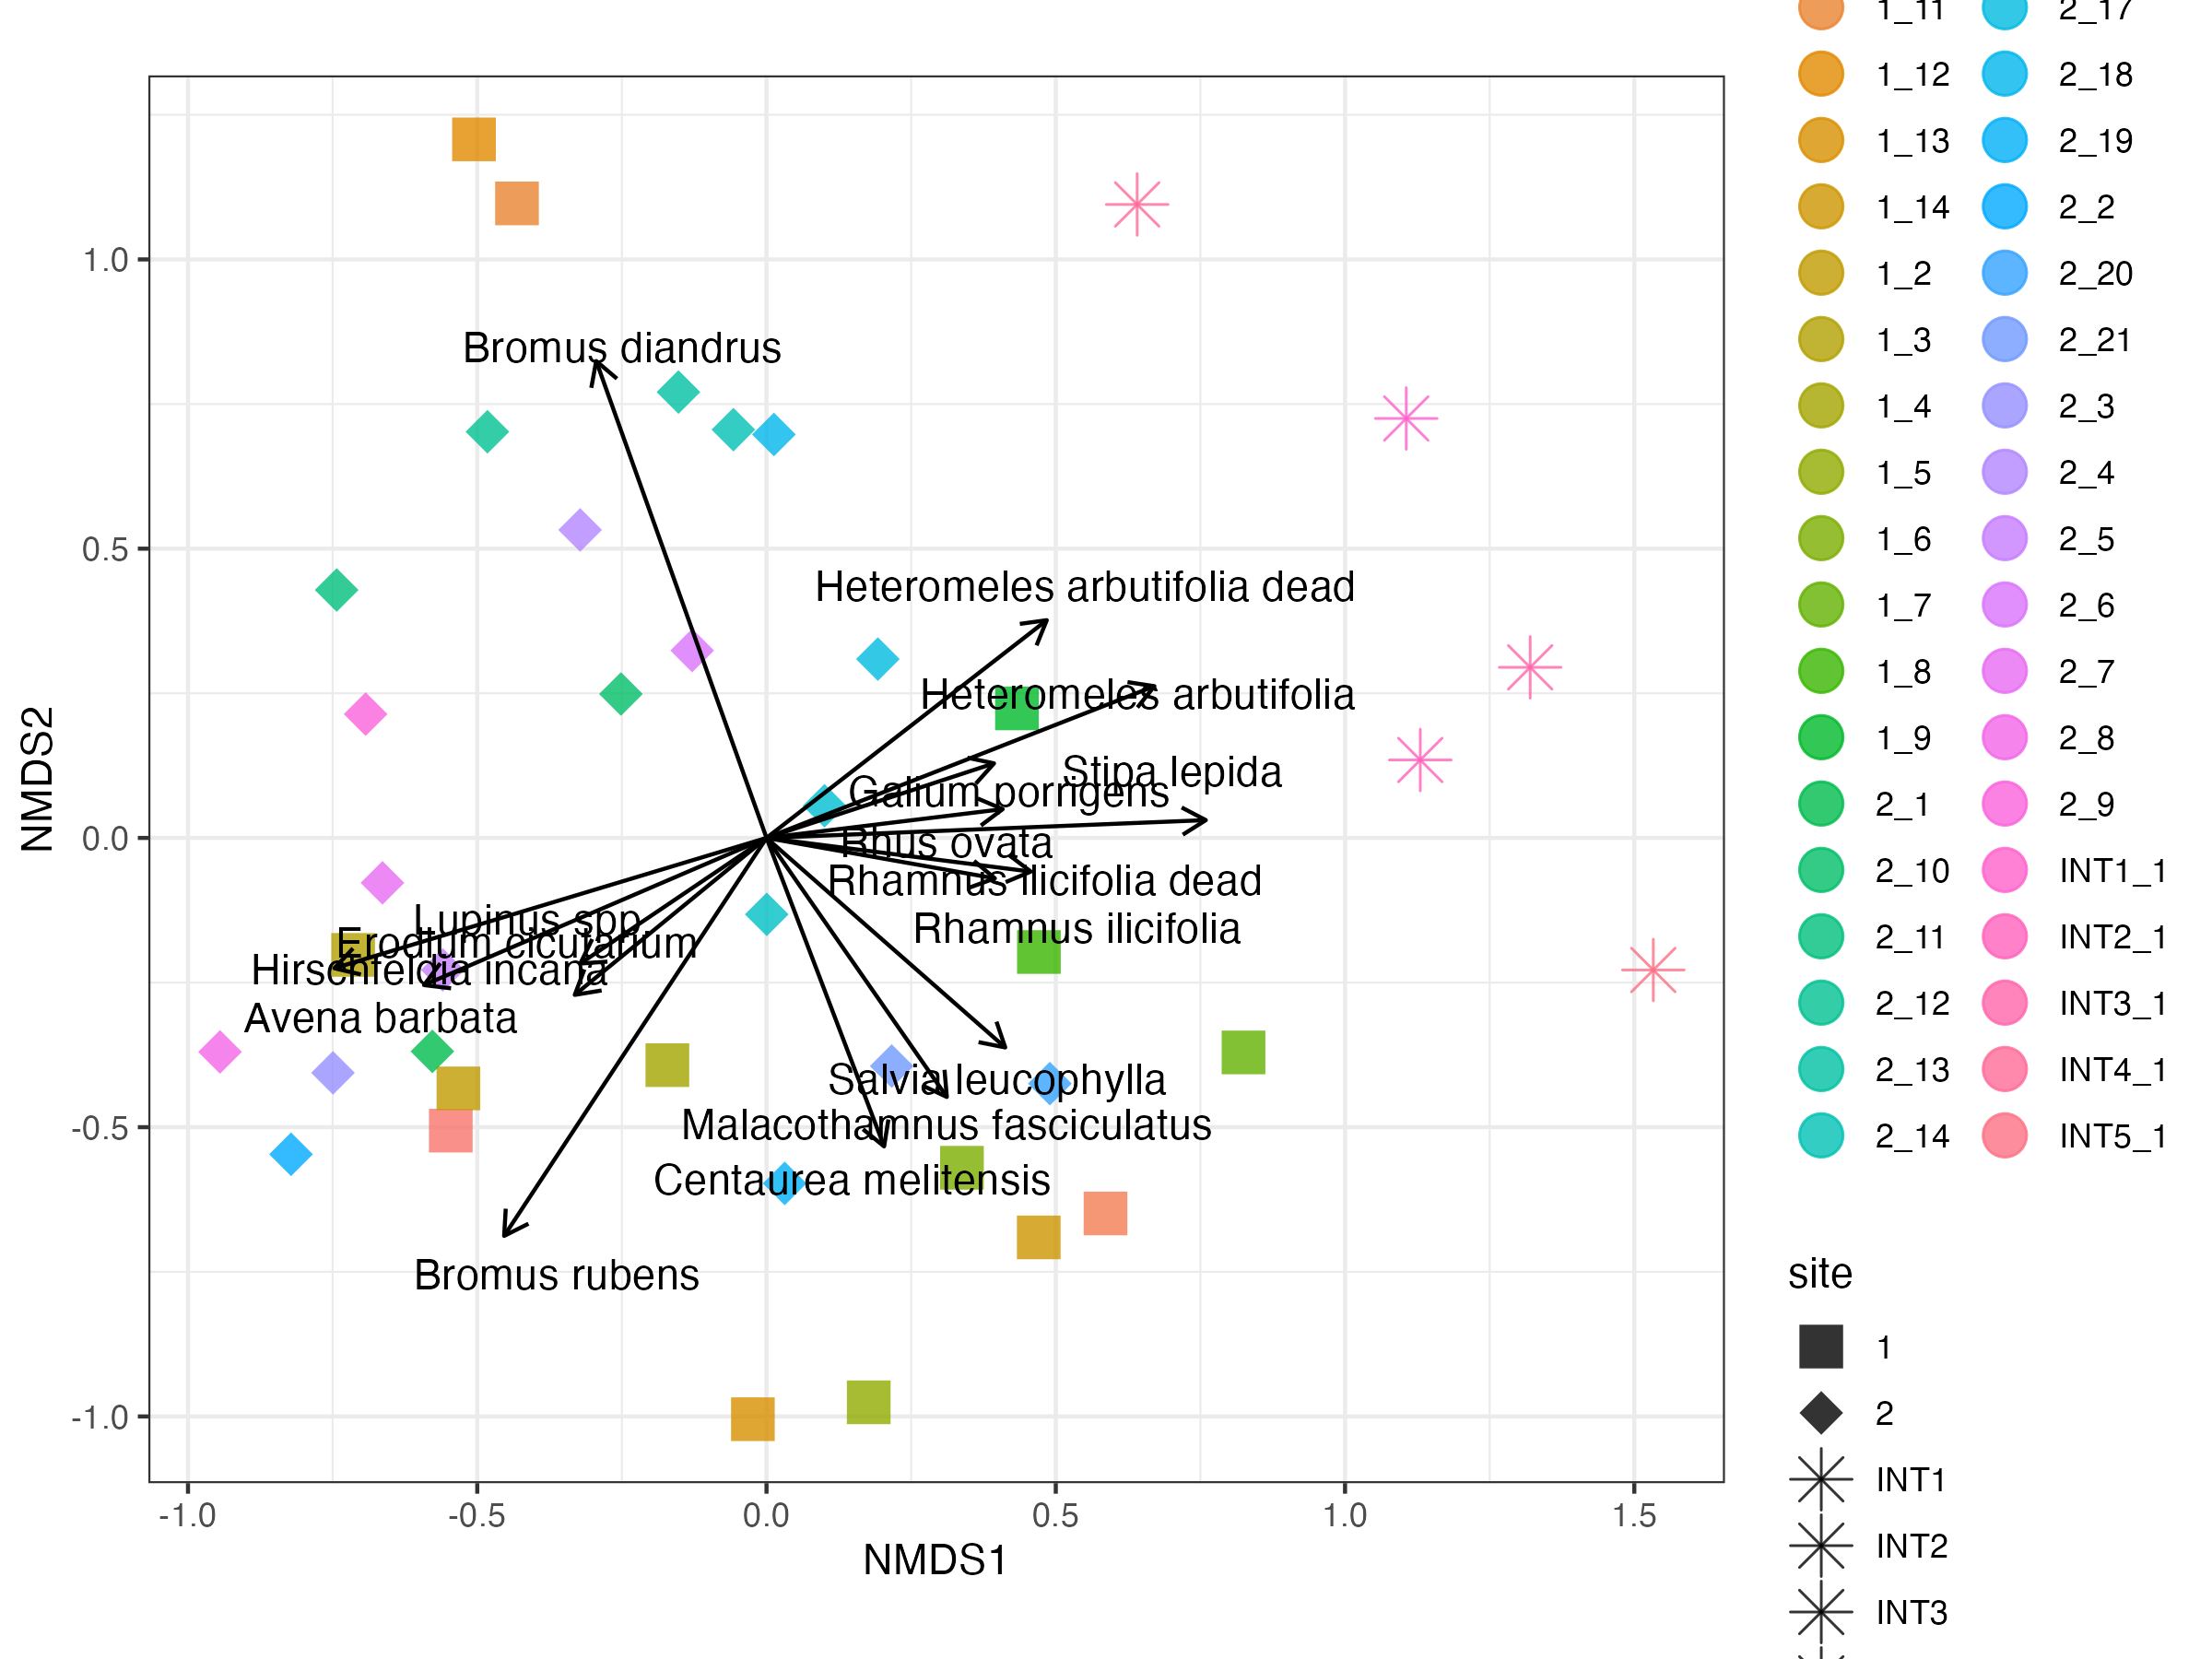 1_11 2_17
1_12 2_18
1_13 2_19
1_14 2_2
1_2 2_20
1_3 2_21
1_4 2_3
1_5 2_4
1_6 2_5
1_7 2_6
1_8 2_7
1_9 2_8
2_1 2_9
2_10 INT1_1
2_11 INT2_1
2_12 INT3_1
2_13 INT4_1
2_14 INT5_1
site
1
2
INT1
INT2
INT3
NMDS2
1.0
0.5
0.0
-0.5
-1.0
Bromus diandrus
Heteromeles arbutifolia dead
Heteromeles arbutifolia
Stipa lepida
Galium porrigens
Rhus ovata
Rhamnus ilicifolia dead
Rhamnus ilicifolia
Lupinus spp.
Erodium cicutarium
Hirschfeldia incana
Avena barbata
Salvia leucophylla
Malacothamnus fasciculatus
Centaurea melitensis
Bromus rubens
-1.0 -0.5 0.0 0.5 1.0 1.5
NMDS1